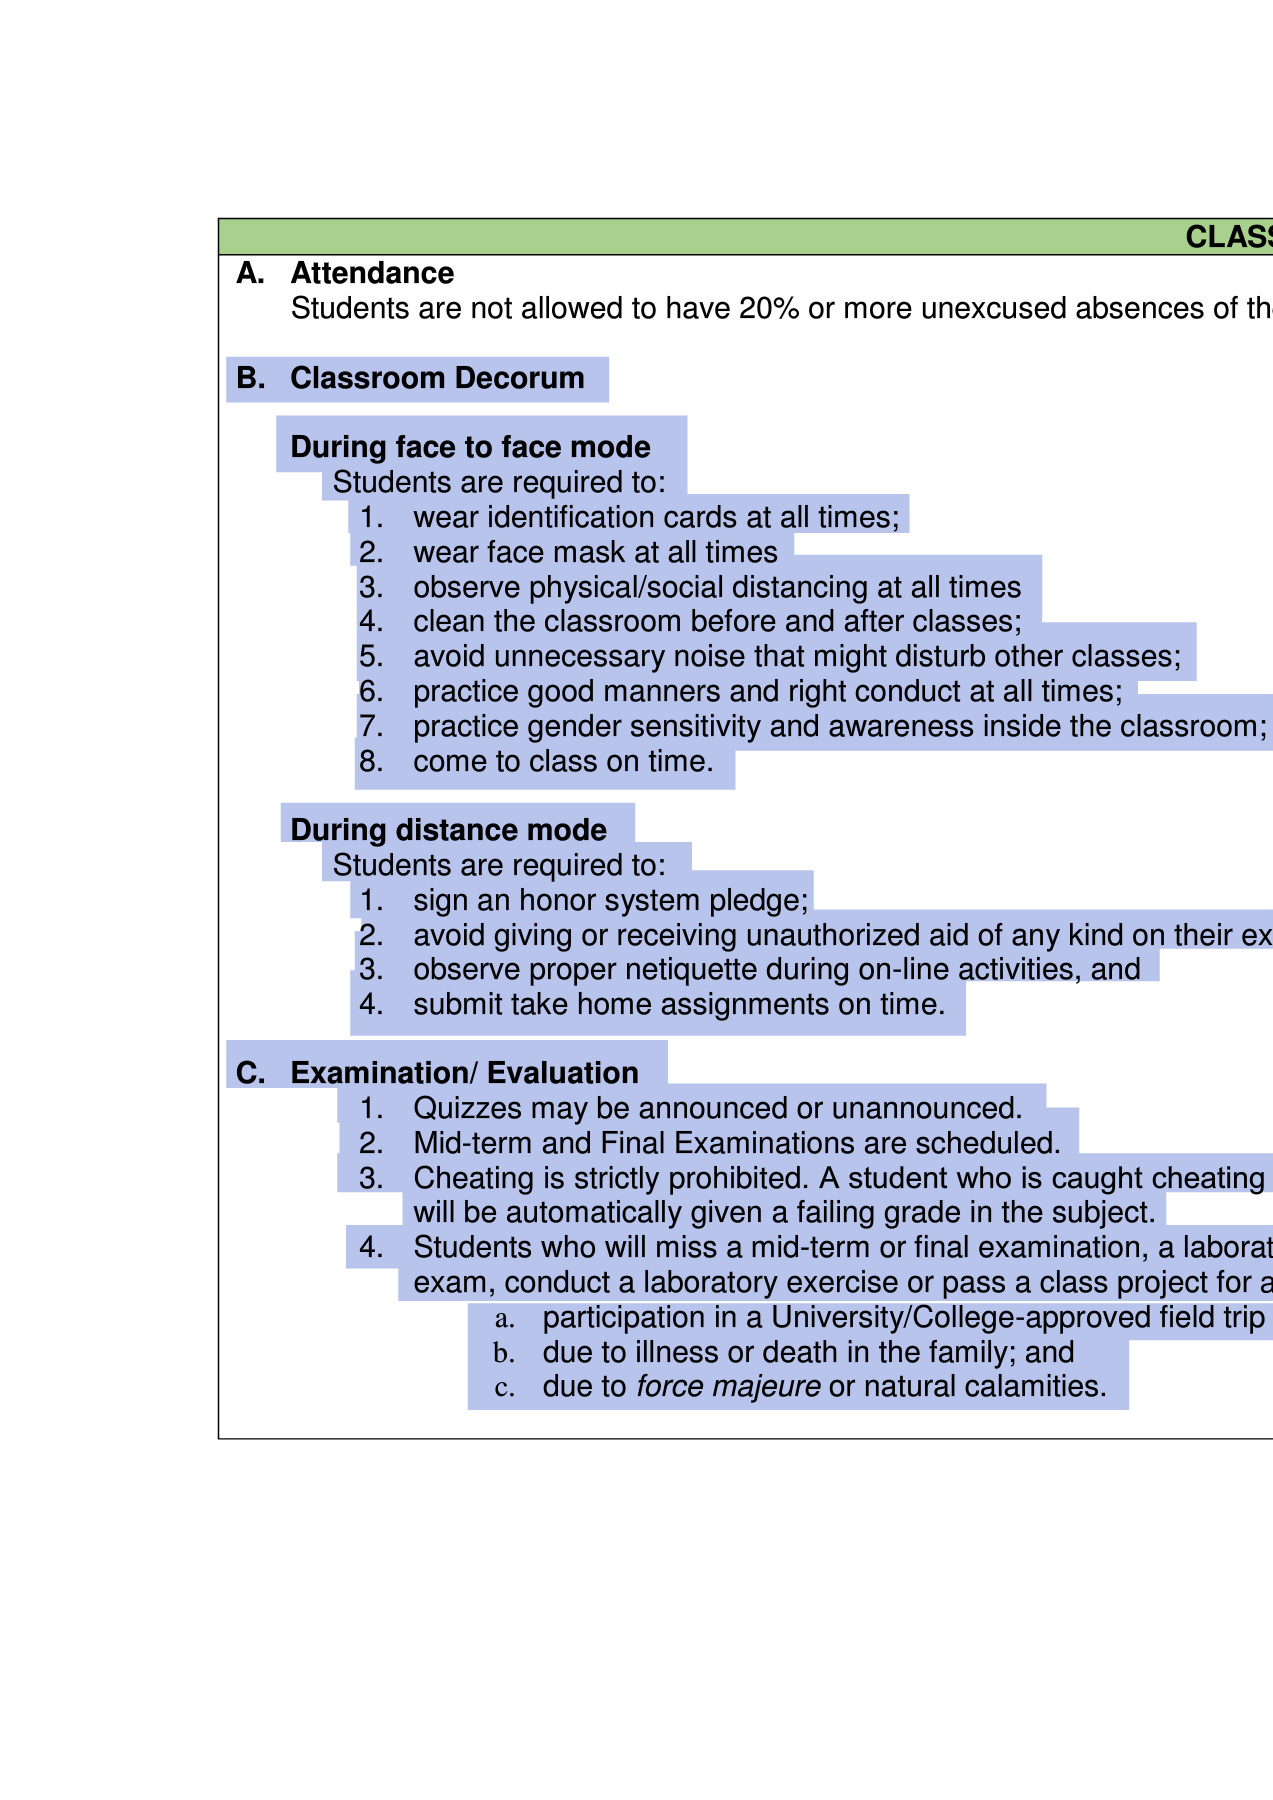 CLASS
A. Attendance
Students are not allowed to have 20% or more unexcused absences of
B. Classroom Decorum
During face to face mode
Students are required to:
1. wear identification cards at all times;
2. wear face mask at all times
3. observe physical/social distancing at all times
4. clean the classroom before and after classes;
5. avoid unnecessary noise that might disturb other classes;
6. practice good manners and right conduct at all times;
7. practice gender sensitivity and awareness inside the classroom;
8. come to class on time.
During distance mode
Students are required to:
1. sign an honor system pledge;
2. avoid giving or receiving unauthorized aid of any kind on their
3. observe proper netiquette during on-line activities, and
4. submit take home assignments on time.
C. Examination/ Evaluation
1. Quizzes may be announced or unannounced.
2. Mid-term and Final Examinations are scheduled.
3. Cheating is strictly prohibited. A student who is caught cheating
will be automatically given a failing grade in the subject.
4. Students who will miss a mid-term or final examination, a
exam, conduct a laboratory exercise or pass a class project for
a. participation in a University/College-approved field trip
b. due to illness or death in the family; and
c. due to force majeure or natural calamities.